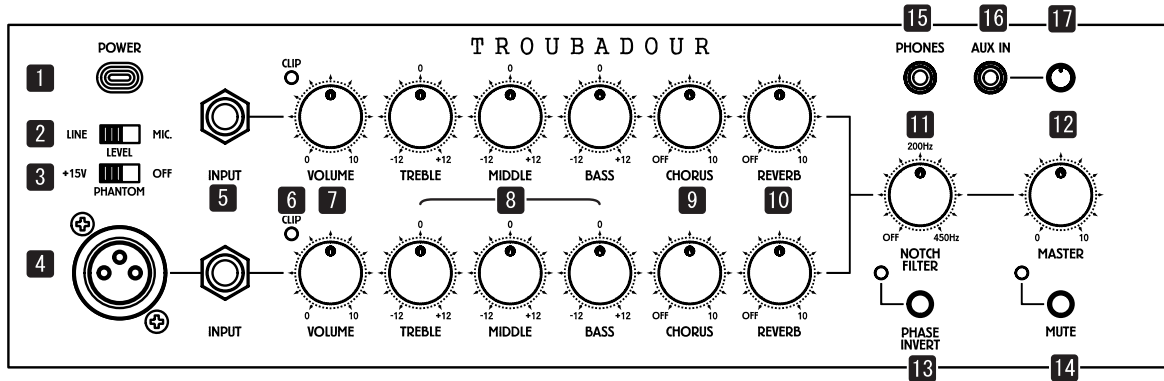 15 16 17
TROUBADOUR
POWER
PHONES AUX IN
1
CLIP 0 0 0
2 LINE MIC.
LEVEL
11 12
200Hz
3 +15V OFF
PHANTOM
0 10 -12 +12 -12 +12 -12 +12 OFF 10 OFF 10
INPUT VOLUME TREBLE MIDDLE BASS CHORUS REVERB
5 6 7 8 9 10
CLIP 0 0 0
OFF 450Hz 0 10
NOTCH
FILTER
MASTER
4
0 10 -12 +12 -12 +12 -12 +12 OFF 10 OFF 10
INPUT VOLUME TREBLE MIDDLE BASS CHORUS REVERB
PHASE
INVERT
MUTE
13 14